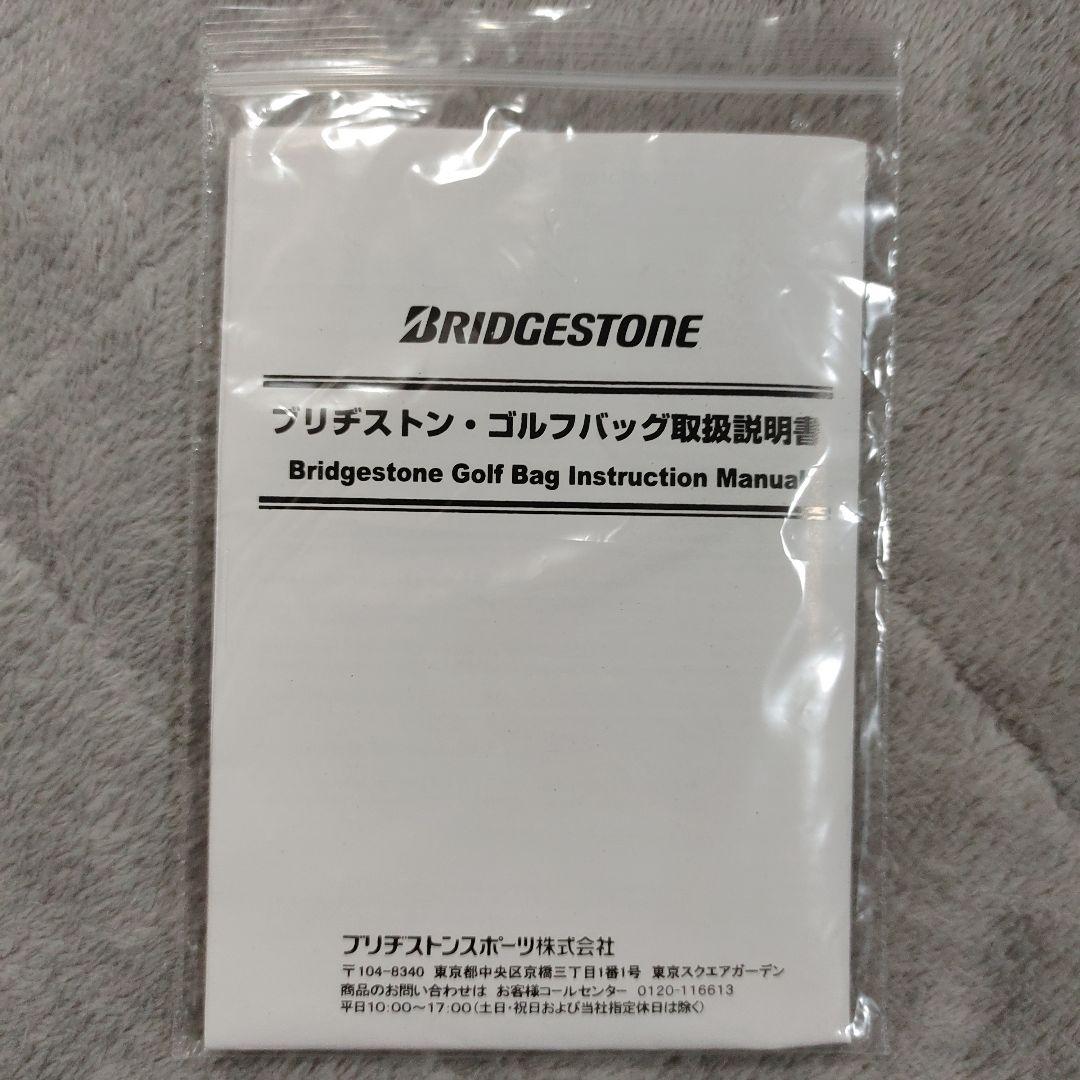 BRIDGESTONE
ブリヂストン・ゴルフバッグ取扱説明書
Bridgestone Golf Bag Instruction Manual
ブリヂストンスポーツ株式会社
〒104-8340 東京都中央区京橋三丁目1番1号 東京スクエアガーデン
商品のお問い合わせは お客様コールセンター 0120-116613
平日10:00～17:00(土日・祝日および当社指定休日は除く)